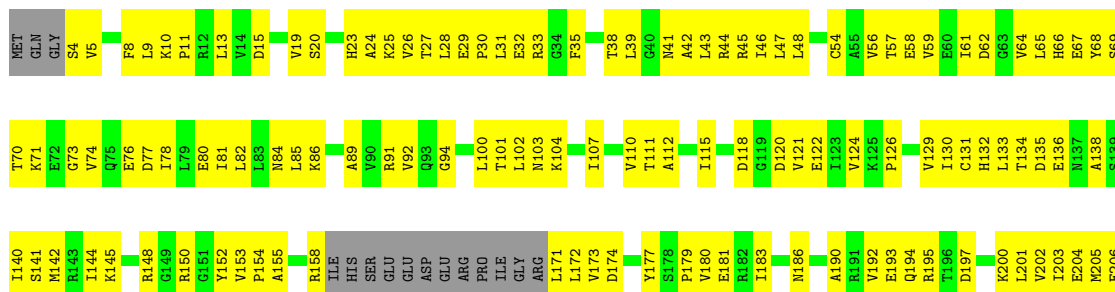 MET GLN GLY S4 V5 F8 L9 K10 P11 R12 L13 V14 D15 V19 S20 H23 A24 K25 V26 T27 L28 E29 P30 L31 E32 R33 G34 F35 T38 L39 G40 N41 A42 L43 R44 R45 I46 L47 L48 C54 A55 V56 T57 E58 V59 E60 I61 D62 G63 V64 L65 H66 E67 Y68 S69
T70 K71 E72 G73 V74 Q75 E76 D77 I78 L79 E80 I81 L82 L83 N84 L85 K86 A89 V90 R91 V92 Q93 G94 L100 T101 L102 N103 K104 I107 V110 T111 A112 I115 D118 G119 D120 V121 E122 I123 V124 K125 P126 V129 I130 C131 H132 L133 T134 D135 E136 N137 A138 S139
I140 S141 M142 R143 I144 K145 R148 G149 R150 G151 Y152 V153 P154 A155 R158 ILE HIS SER GLU GLU ASP GLU ARG PRO ILE GLY ARG L171 L172 V173 D174 Y177 S178 P179 V180 E181 R182 I183 N186 A190 R191 V192 E193 Q194 R195 T196 D197 K200 L201 V202 I203 E204 M205